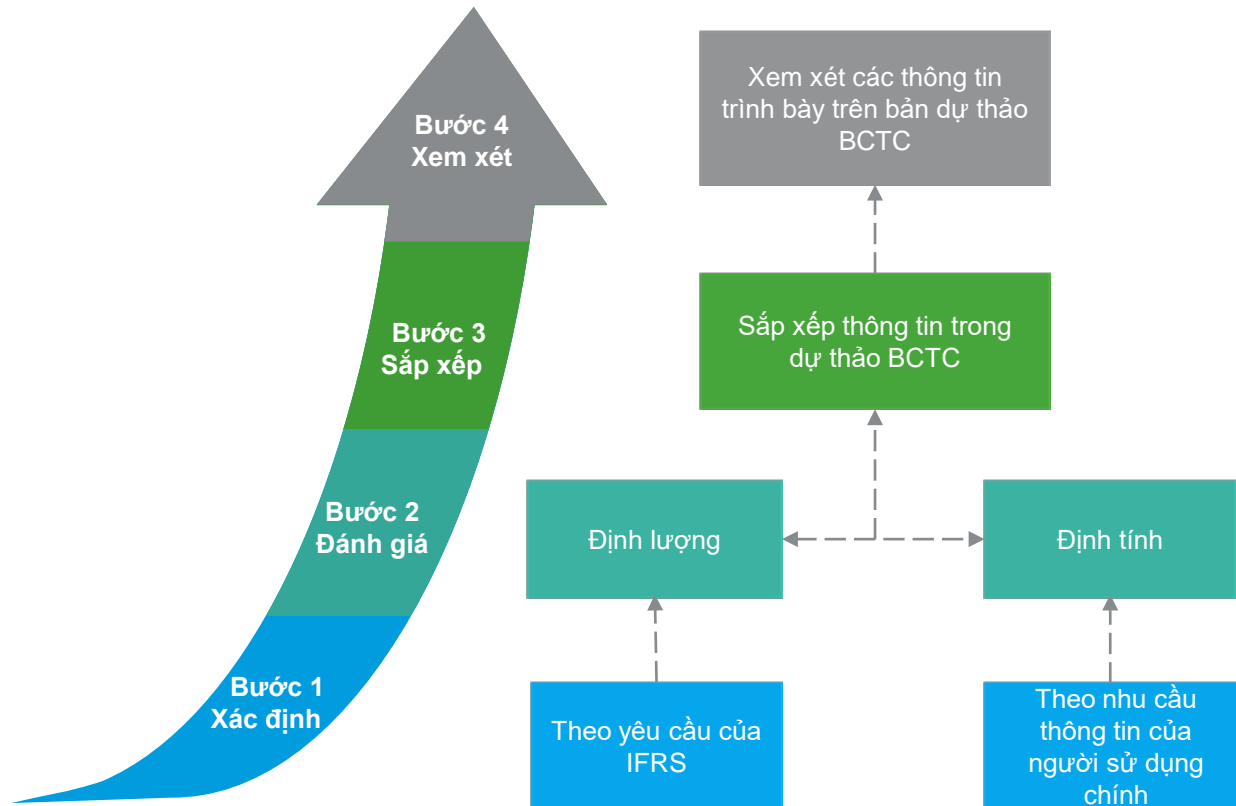 Bước 4
Xem xét
Xem xét các thông tin
trình bày trên bản dự thảo
BCTC
Bước 3
Sắp xếp
Sắp xếp thông tin trong
dự thảo BCTC
Bước 2
Đánh giá
Định lượng
Định tính
Bước 1
Xác định
Theo yêu cầu của
IFRS
Theo nhu cầu
thông tin của
người sử dụng
chính